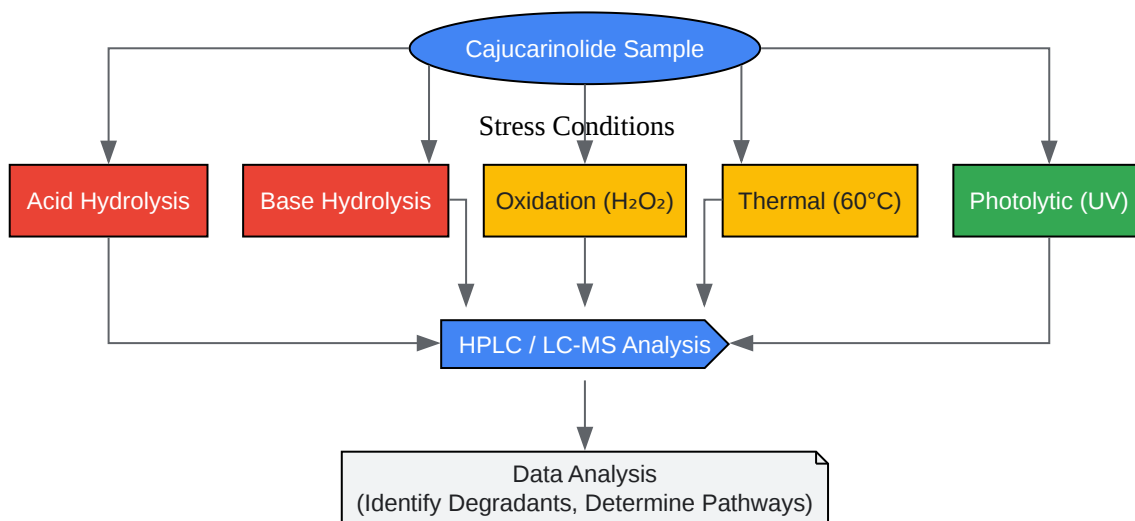 Cajucarinolide Sample
Stress Conditions
Acid Hydrolysis
Base Hydrolysis
Oxidation (H₂O₂)
Thermal (60°C)
Photolytic (UV)
HPLC / LC-MS Analysis
Data Analysis
(Identify Degradants, Determine Pathways)